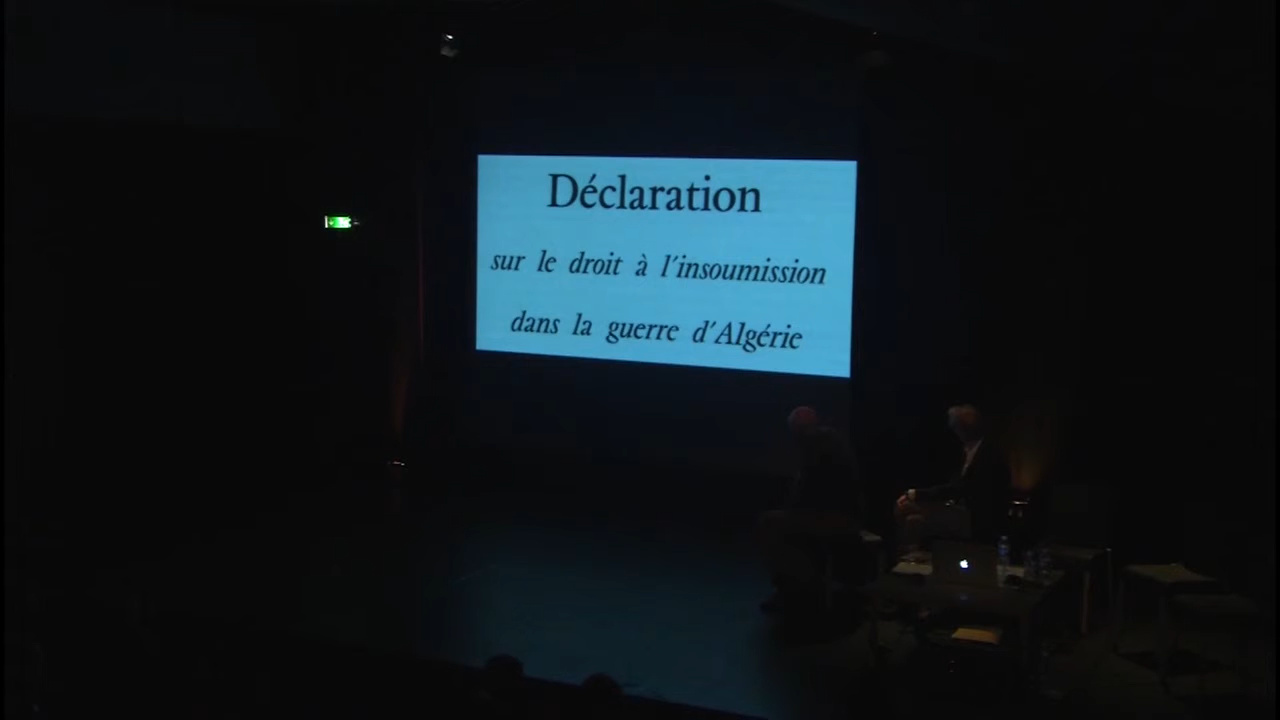 Déclaration
sur le droit à l'insoumission
dans la guerre d'Algérie